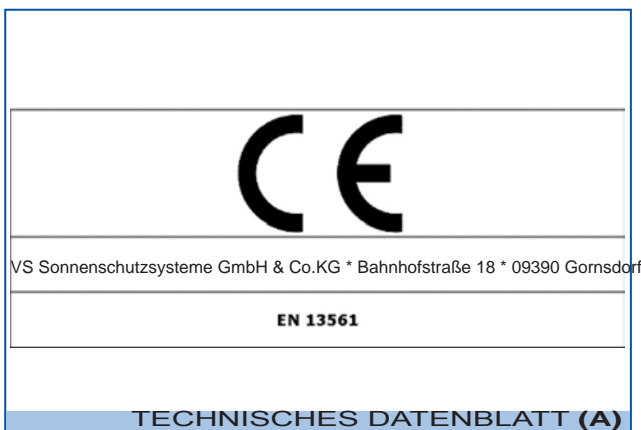 CE
VS Sonnenschutzsysteme GmbH & Co.KG * Bahnhofstraße 18 * 09390 Gornsdorf
EN 13561
TECHNISCHES DATENBLATT (A)